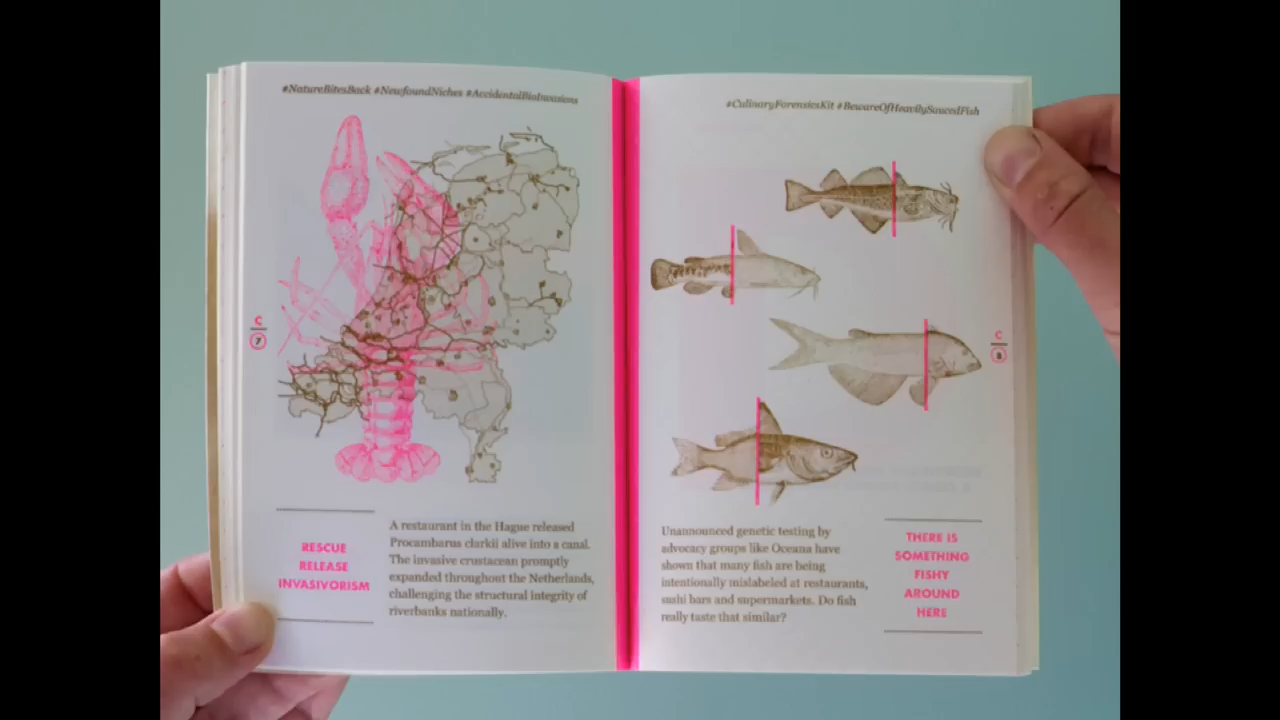 #NatureBitesBack #NewfoundNiches #AccidentalBioInvasions
C
7
RESCUE
RELEASE
INVASIVORISM
A restaurant in the Hague released
Procambarus clarkii alive into a canal.
The invasive crustacean promptly
expanded throughout the Netherlands,
challenging the structural integrity of
riverbanks nationally.
#CulinaryForensicsKit #BewareOfHeavilySaucedFish
C
8
Unannounced genetic testing by
advocacy groups like Oceana have
shown that many fish are being
intentionally mislabeled at restaurants,
sushi bars and supermarkets. Do fish
really taste that similar?
THERE IS
SOMETHING
FISHY
AROUND
HERE